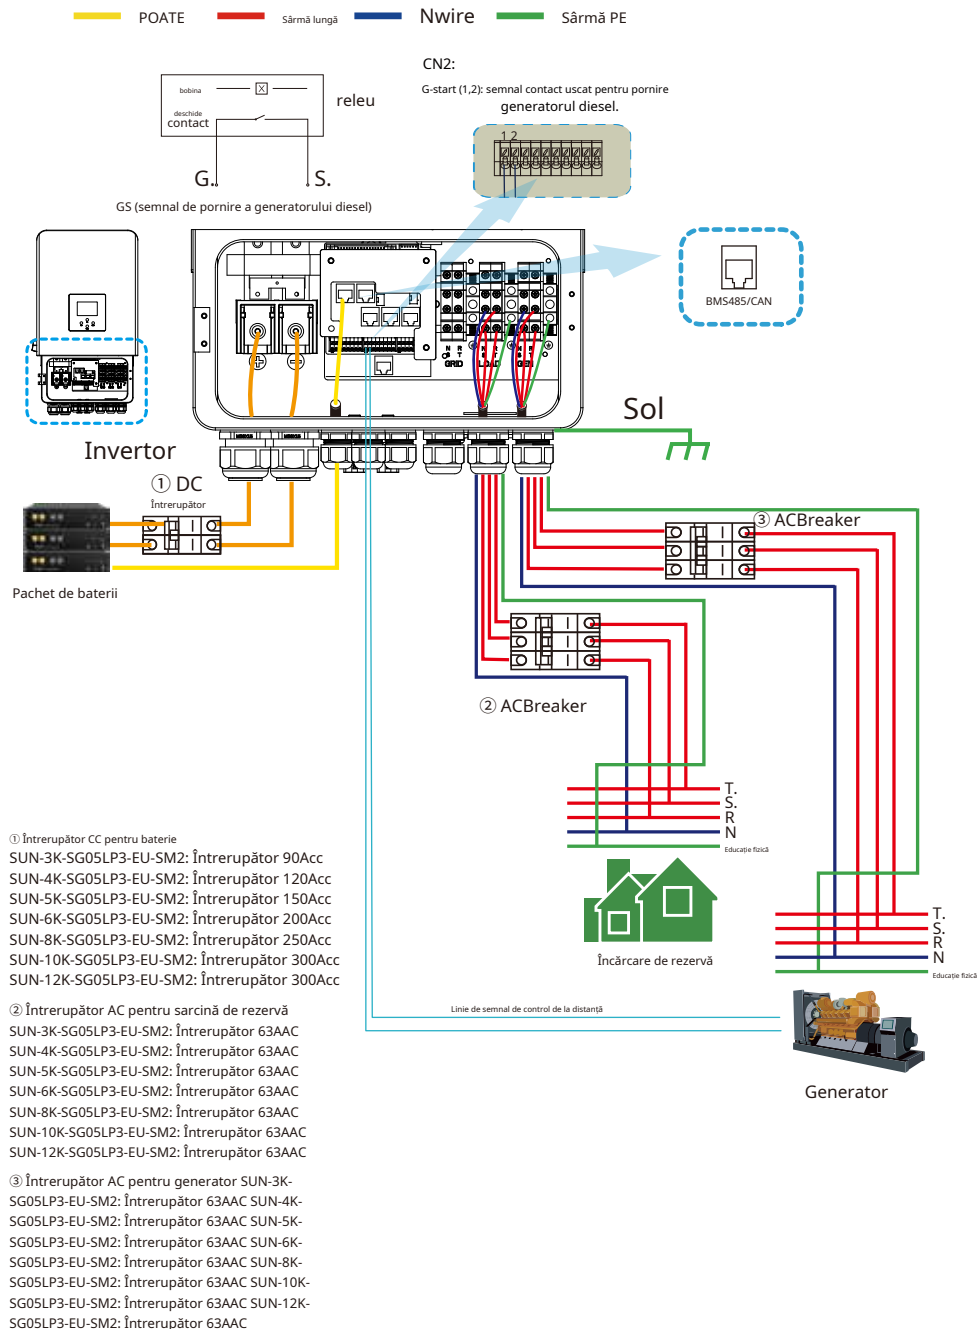 POATE
Sârmă lungă
Nwire
Sârmă PE
CN2:
G-start (1,2): semnal contact uscat pentru pornire
generatorul diesel.
bobina
releu
deschide
contact
1 2
G.
S.
GS (semnal de pornire a generatorului diesel)
BMS485/CAN
N R N R
S T S T
GRID LOAD GEN
Sol
Invertor
① DC
Întrerupător
③ ACBreaker
Pachet de baterii
② ACBreaker
T.
S.
R
N
Educație fizică
① Întrerupător CC pentru baterie
SUN-3K-SG05LP3-EU-SM2: Întrerupător 90Acc
SUN-4K-SG05LP3-EU-SM2: Întrerupător 120Acc
SUN-5K-SG05LP3-EU-SM2: Întrerupător 150Acc
SUN-6K-SG05LP3-EU-SM2: Întrerupător 200Acc
SUN-8K-SG05LP3-EU-SM2: Întrerupător 250Acc
SUN-10K-SG05LP3-EU-SM2: Întrerupător 300Acc
SUN-12K-SG05LP3-EU-SM2: Întrerupător 300Acc
Încărcare de rezervă
T.
S.
R
N
Educație fizică
② Întrerupător AC pentru sarcină de rezervă
SUN-3K-SG05LP3-EU-SM2: Întrerupător 63AAC
SUN-4K-SG05LP3-EU-SM2: Întrerupător 63AAC
SUN-5K-SG05LP3-EU-SM2: Întrerupător 63AAC
SUN-6K-SG05LP3-EU-SM2: Întrerupător 63AAC
SUN-8K-SG05LP3-EU-SM2: Întrerupător 63AAC
SUN-10K-SG05LP3-EU-SM2: Întrerupător 63AAC
SUN-12K-SG05LP3-EU-SM2: Întrerupător 63AAC
Linie de semnal de control de la distanță
Generator
③ Întrerupător AC pentru generator SUN-3K-
SG05LP3-EU-SM2: Întrerupător 63AAC SUN-4K-
SG05LP3-EU-SM2: Întrerupător 63AAC SUN-5K-
SG05LP3-EU-SM2: Întrerupător 63AAC SUN-6K-
SG05LP3-EU-SM2: Întrerupător 63AAC SUN-8K-
SG05LP3-EU-SM2: Întrerupător 63AAC SUN-10K-
SG05LP3-EU-SM2: Întrerupător 63AAC SUN-12K-
SG05LP3-EU-SM2: Întrerupător 63AAC